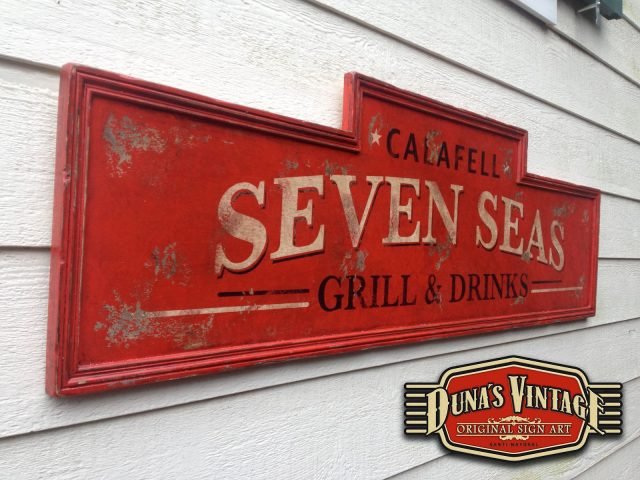 CALAFELL
SEVEN SEAS
GRILL & DRINKS
DUNA'S VINTAGE
ORIGINAL SIGN ART